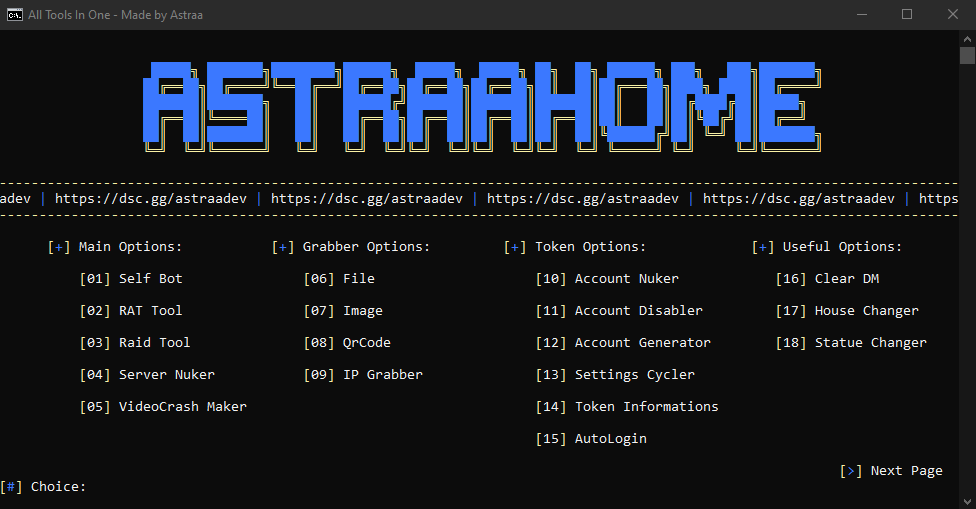 All Tools In One - Made by Astraa
ASTRAAHOME
adev | https://dsc.gg/astraadev | https://dsc.gg/astraadev | https://dsc.gg/astraadev | https://dsc.gg/astraadev | https
[+] Main Options: [+] Grabber Options: [+] Token Options: [+] Useful Options:
[01] Self Bot [06] File [10] Account Nuker [16] Clear DM
[02] RAT Tool [07] Image [11] Account Disabler [17] House Changer
[03] Raid Tool [08] QrCode [12] Account Generator [18] Statue Changer
[04] Server Nuker [09] IP Grabber [13] Settings Cycler
[05] VideoCrash Maker [14] Token Informations
[15] AutoLogin
[>] Next Page
[#] Choice: